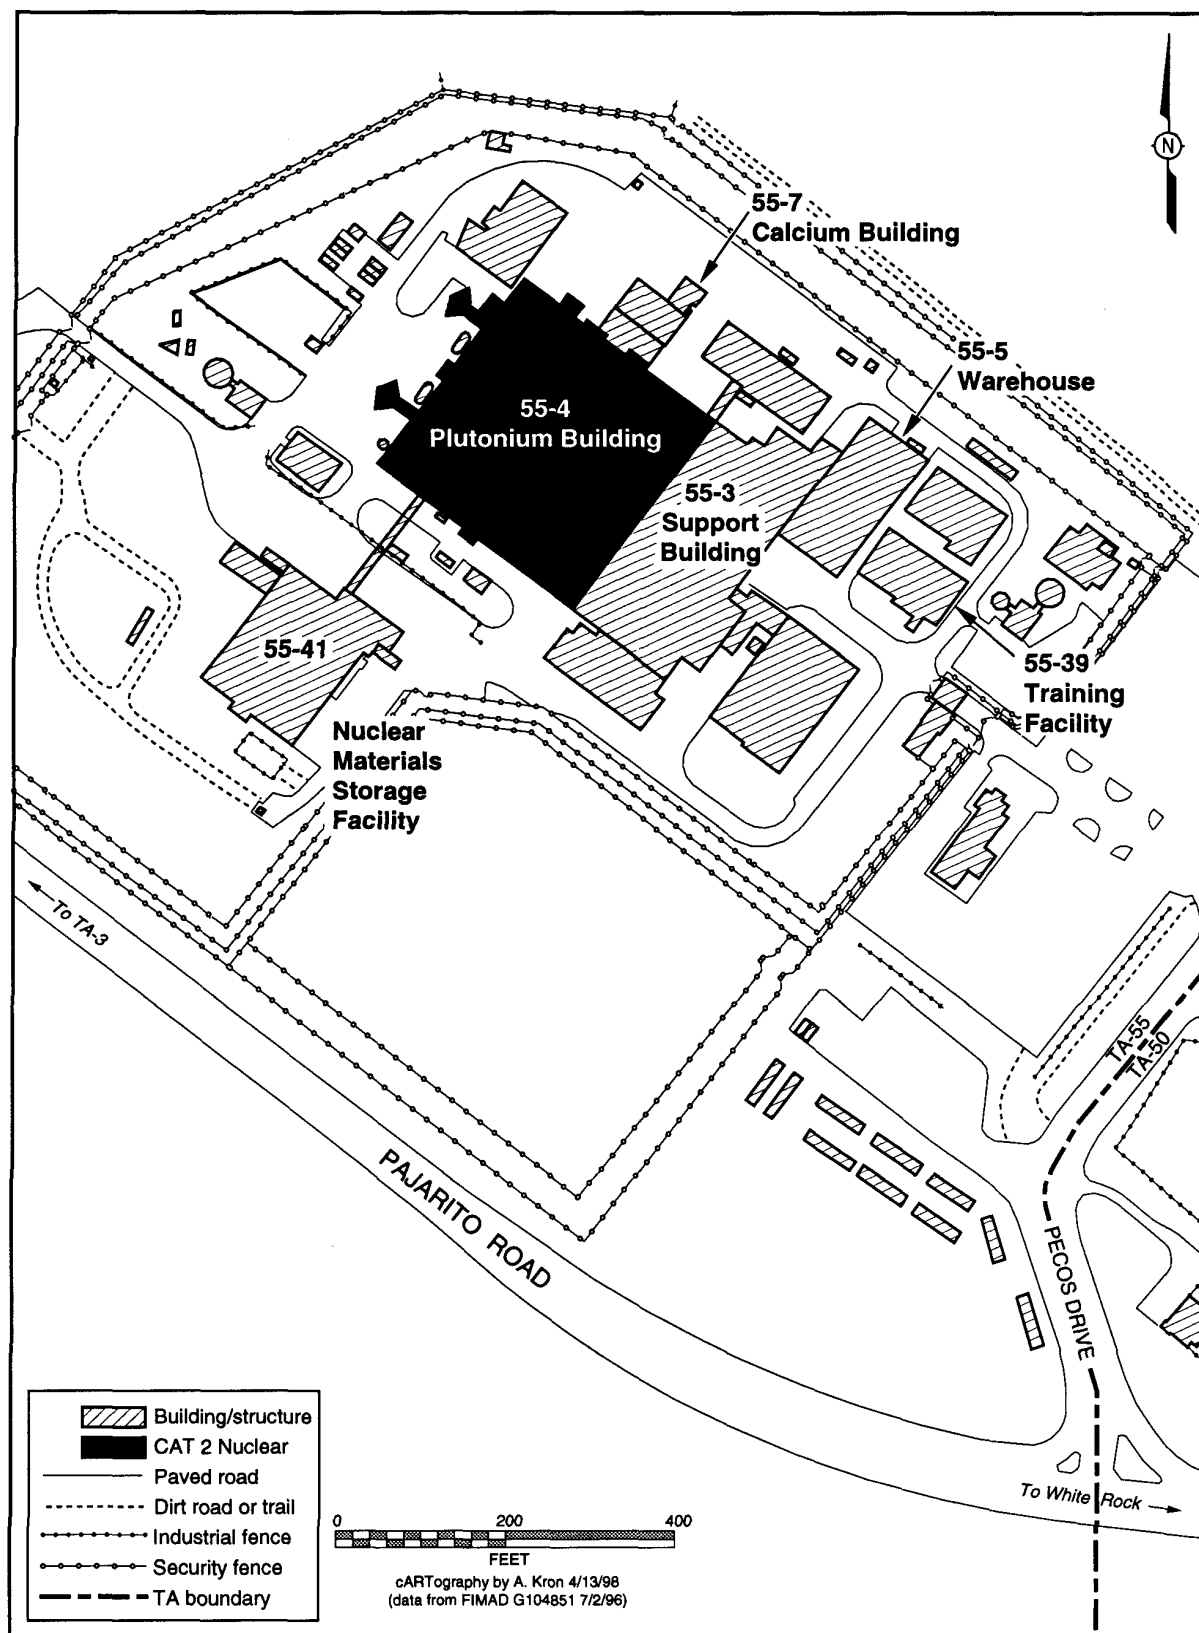 N
55-7
Calcium Building
55-5
Warehouse
55-4
Plutonium Building
55-3
Support
Building
55-41
55-39
Training
Facility
Nuclear
Materials
Storage
Facility
To TA-3
TA-55
TA-50
PAJARITO ROAD
PECOS DRIVE
To White Rock
Building/structure
CAT 2 Nuclear
Paved road
Dirt road or trail
Industrial fence
Security fence
TA boundary
0 200 400
FEET
cARTography by A. Kron 4/13/98
(data from FIMAD G104851 7/2/96)